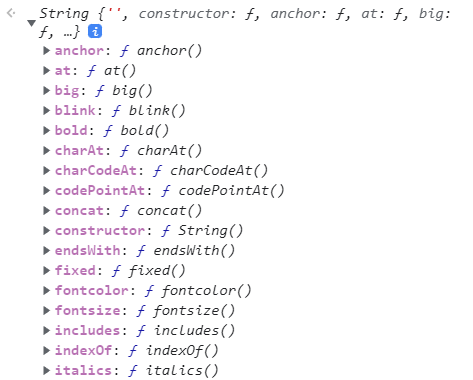 String {'', constructor: ƒ, anchor: ƒ, at: ƒ, big:
ƒ, …} i
anchor: ƒ anchor()
at: ƒ at()
big: ƒ big()
blink: ƒ blink()
bold: ƒ bold()
charAt: ƒ charAt()
charCodeAt: ƒ charCodeAt()
codePointAt: ƒ codePointAt()
concat: ƒ concat()
constructor: ƒ String()
endsWith: ƒ endsWith()
fixed: ƒ fixed()
fontcolor: ƒ fontcolor()
fontsize: ƒ fontsize()
includes: ƒ includes()
indexOf: ƒ indexOf()
italics: ƒ italics()